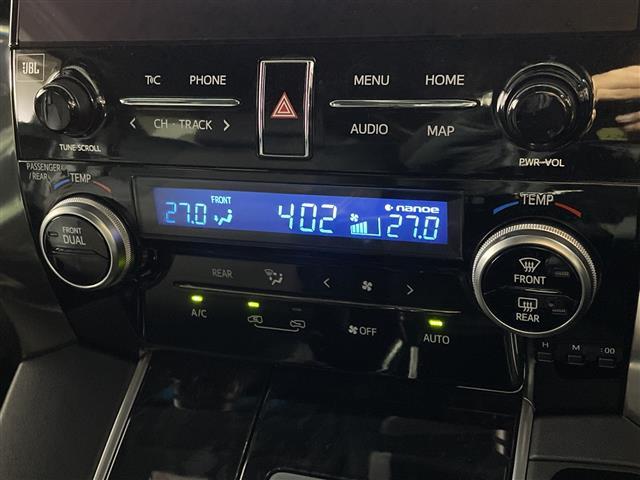 JBL
T C PHONE MENU HOME
CH - TRACK AUDIO MAP
TUNE·SCROLL PWR·VOL
PASSENGER/
/REAR TEMP
TEMP
27.0 FRONT 402 nanoe 27.0
FRONT
DUAL
FRONT
REAR
REAR
A/C OFF AUTO
H M :00